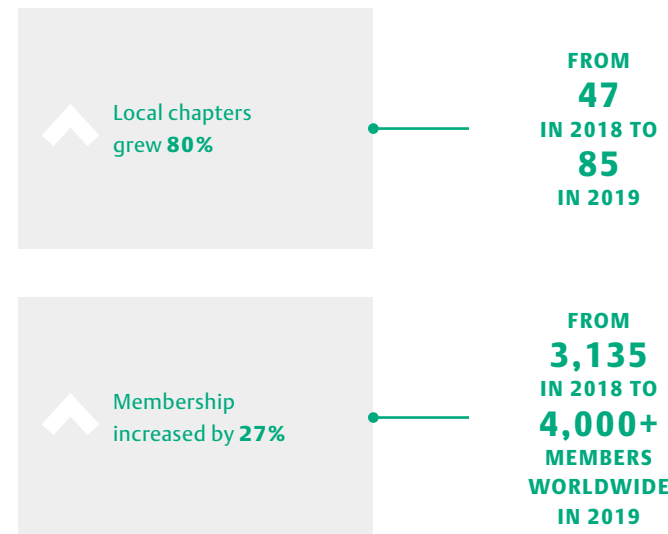 Local chapters
grew 80%
FROM
47
IN 2018 TO
85
IN 2019
Membership
increased by 27%
FROM
3,135
IN 2018 TO
4,000+
MEMBERS
WORLDWIDE
IN 2019